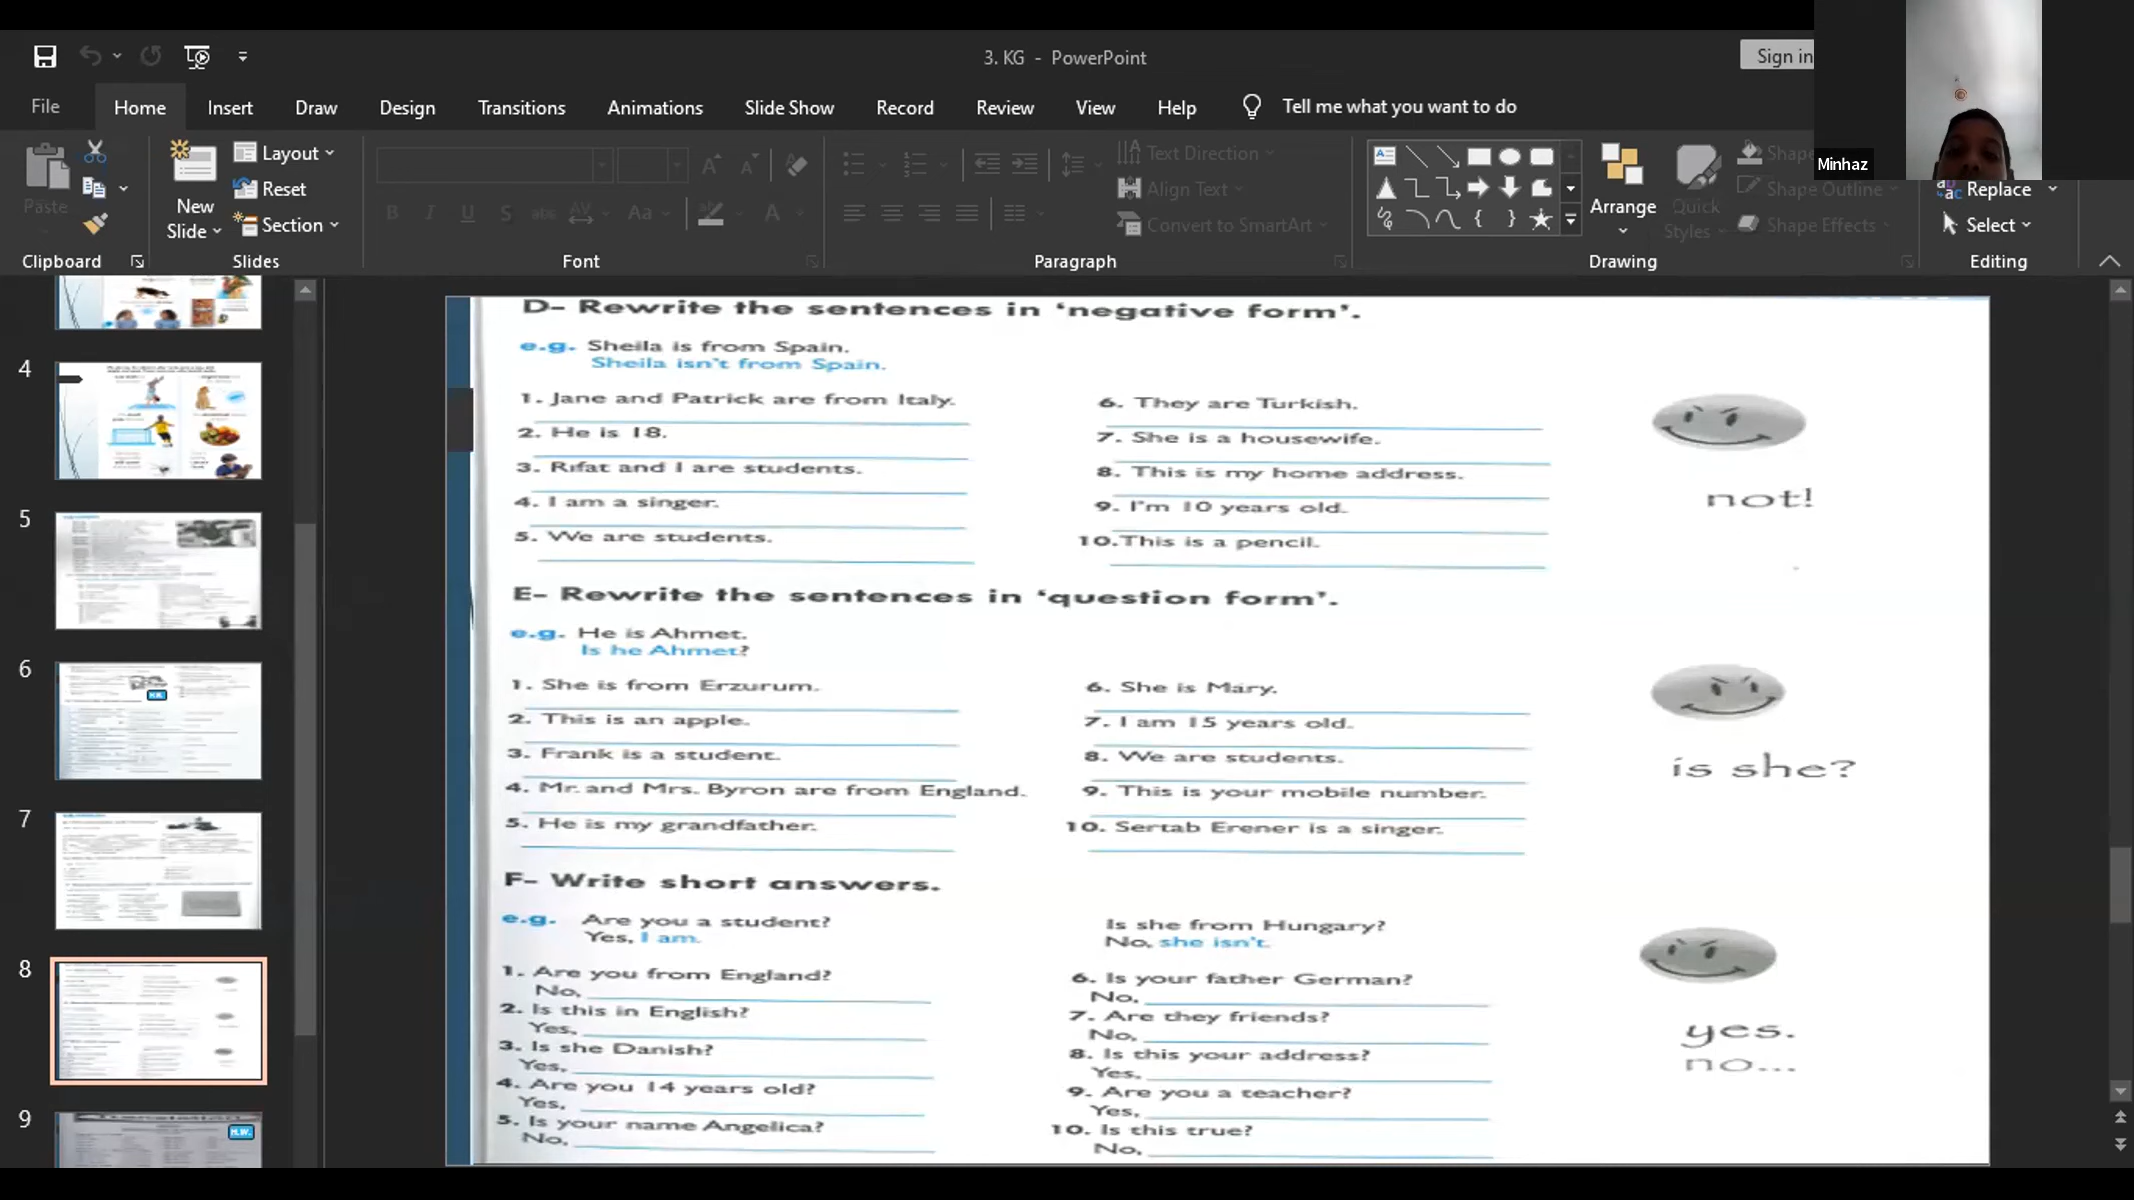 3. KG - PowerPoint
Sign in
File Home Insert Draw Design Transitions Animations Slide Show Record Review View Help Tell me what you want to do
Minhaz
Paste
New Slide
Layout
Reset
Section
Text Direction
Align Text
Convert to SmartArt
Arrange
Quick Styles
Shape
Shape Outline
Shape Effects
Replace
Select
Clipboard Slides Font Paragraph Drawing Editing
4
5
6
7
8
9
H.W.
D- Rewrite the sentences in 'negative form'.
e.g. Sheila is from Spain.
Sheila isn't from Spain.
1. Jane and Patrick are from Italy.
2. He is 18.
3. Rıfat and I are students.
4. I am a singer.
5. We are students.
6. They are Turkish.
7. She is a housewife.
8. This is my home address.
9. I'm 10 years old.
10. This is a pencil.
not!
E- Rewrite the sentences in 'question form'.
e.g. He is Ahmet.
Is he Ahmet?
1. She is from Erzurum.
2. This is an apple.
3. Frank is a student.
4. Mr. and Mrs. Byron are from England.
5. He is my grandfather.
6. She is Mary.
7. I am 15 years old.
8. We are students.
9. This is your mobile number.
10. Sertab Erener is a singer.
is she?
F- Write short answers.
e.g. Are you a student?
Yes, I am.
Is she from Hungary?
No, she isn't.
1. Are you from England?
No,
2. Is this in English?
Yes,
3. Is she Danish?
Yes,
4. Are you 14 years old?
Yes,
5. Is your name Angelica?
No,
6. Is your father German?
No,
7. Are they friends?
No,
8. Is this your address?
Yes,
9. Are you a teacher?
Yes,
10. Is this true?
No,
yes.
no...